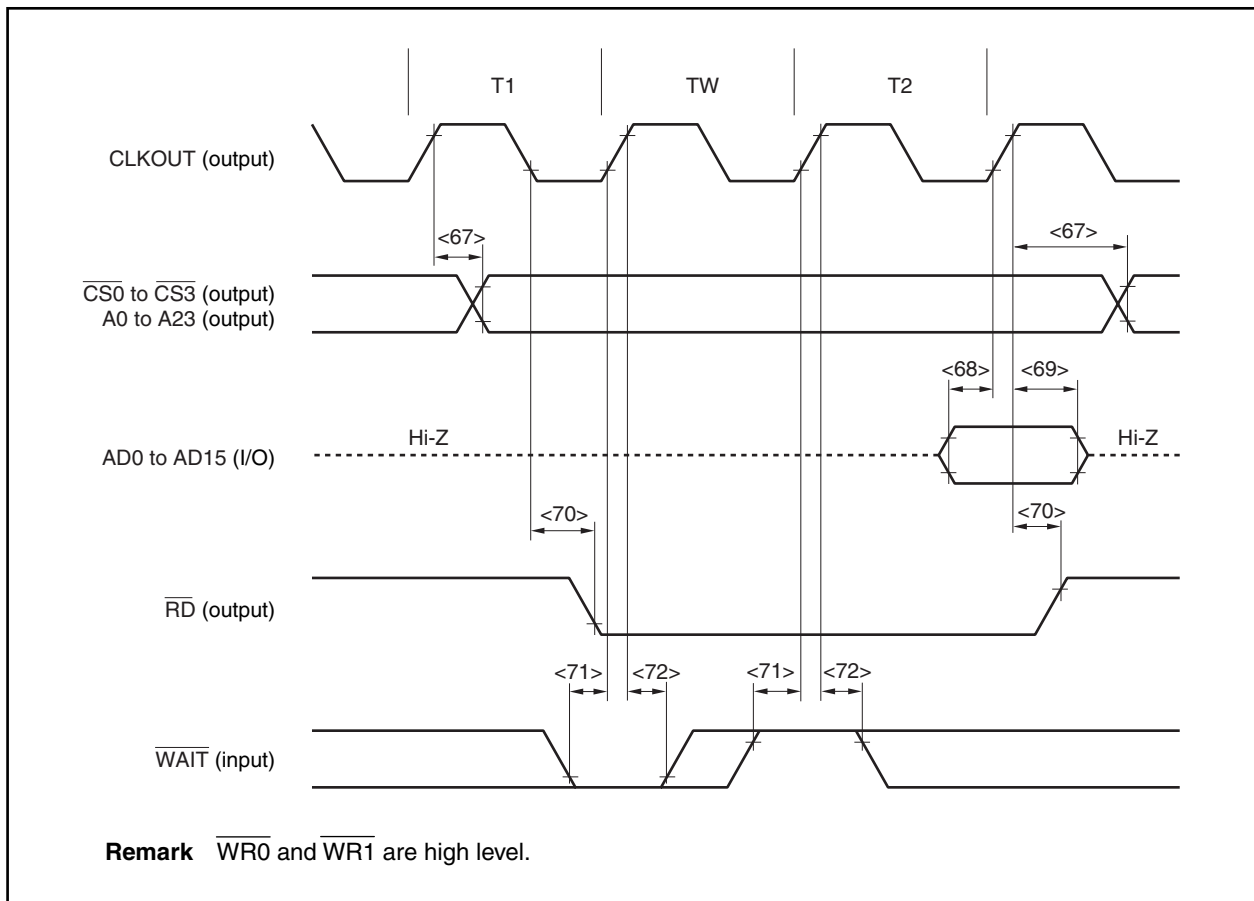 T1 TW T2
CLKOUT (output)
<67> <67>
CS0 to CS3 (output)
A0 to A23 (output)
<68> <69>
Hi-Z Hi-Z
AD0 to AD15 (I/O)
<70> <70>
RD (output)
<71> <72> <71> <72>
WAIT (input)
Remark WR0 and WR1 are high level.